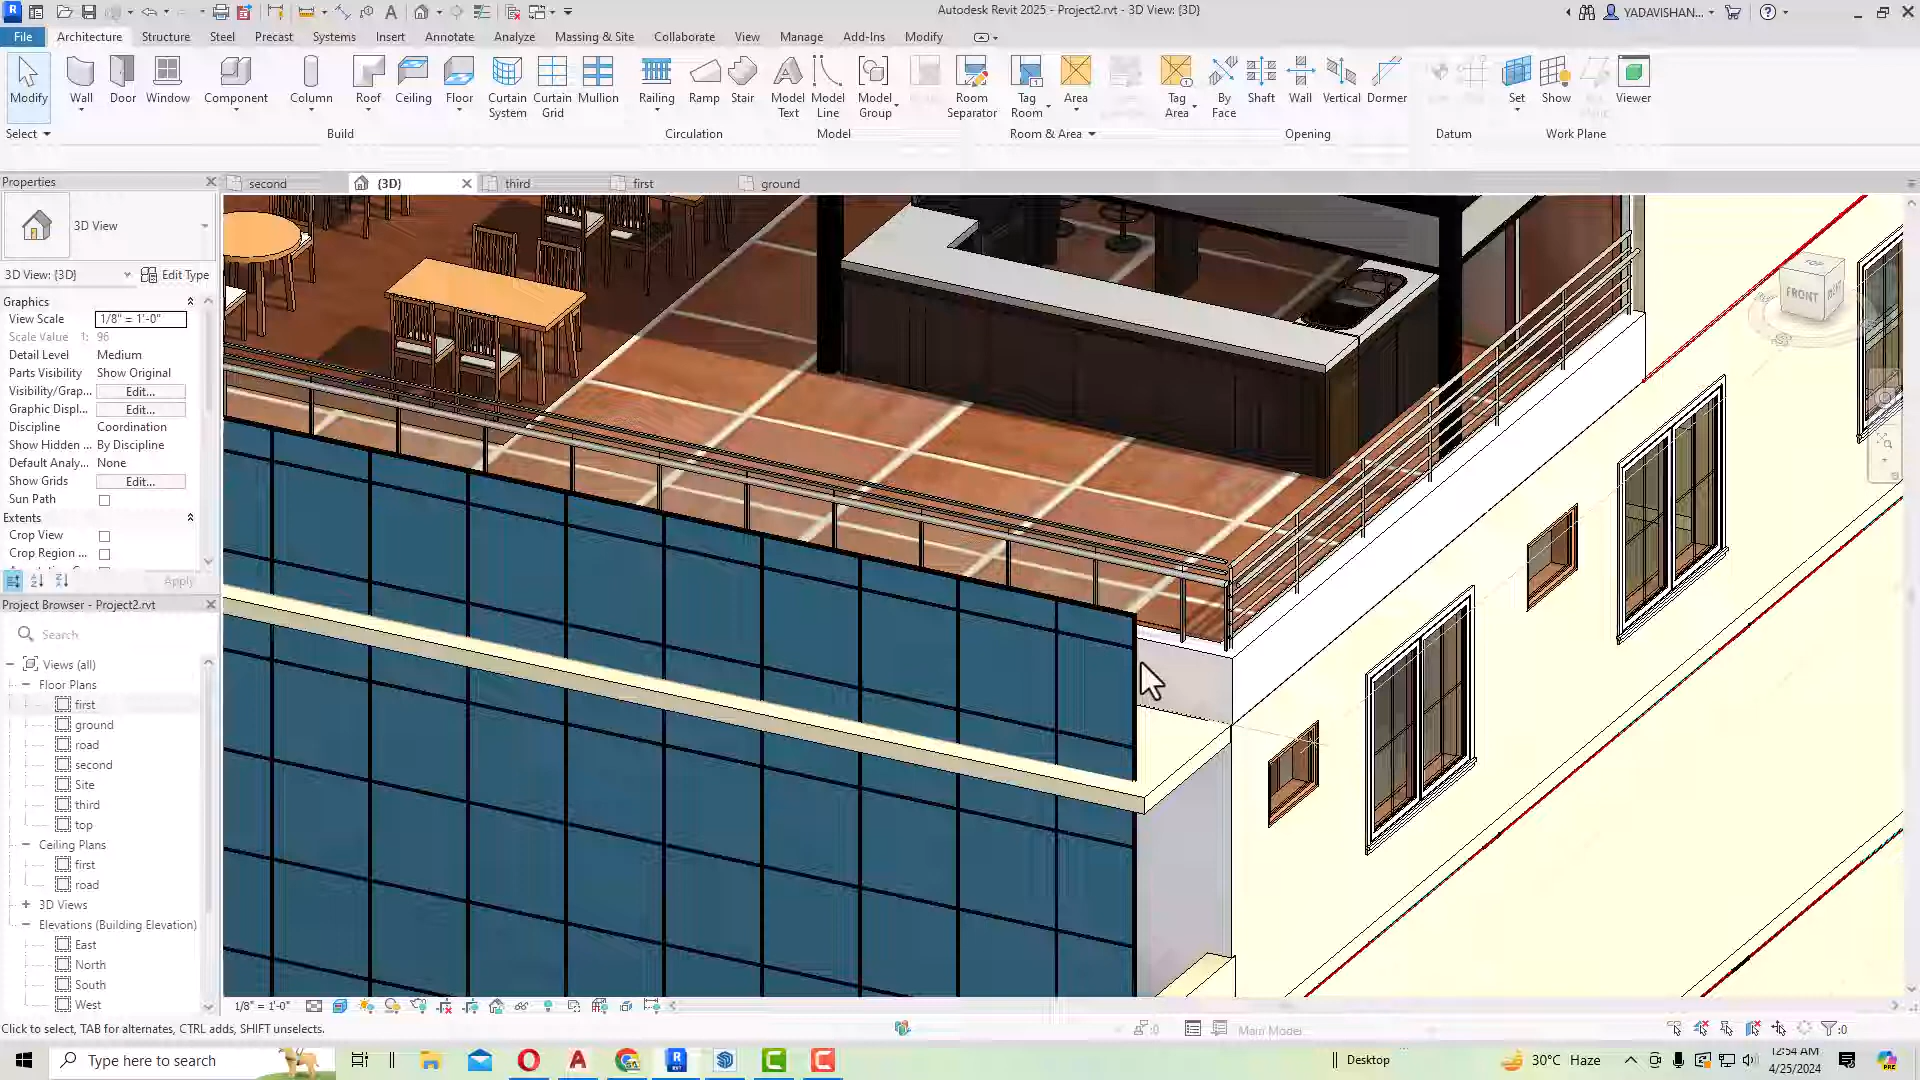 Autodesk Revit 2025 - Project2.rvt - 3D View: {3D}
YADAVISHAN...
File Architecture Structure Steel Precast Systems Insert Annotate Analyze Massing & Site Collaborate View Manage Add-Ins Modify
Modify Wall Door Window Component Column Roof Ceiling Floor Curtain System Curtain Grid Mullion Railing Ramp Stair Model Text Model Line Model Group Room Separator Tag Room Area Tag Area By Face Shaft Wall Vertical Dormer Set Show Viewer
Select Build Circulation Model Room & Area Opening Datum Work Plane
Properties
second {3D} third first ground
3D View
3D View: {3D} Edit Type
Graphics
View Scale 1/8" = 1'-0"
Scale Value 1: 96
Detail Level Medium
Parts Visibility Show Original
Visibility/Grap... Edit...
Graphic Displ... Edit...
Discipline Coordination
Show Hidden ... By Discipline
Default Analy... None
Show Grids Edit...
Sun Path
Extents
Crop View
Crop Region ...
Apply
TOP
FRONT
Project Browser - Project2.rvt
Search
Views (all)
Floor Plans
first
ground
road
second
Site
third
top
Ceiling Plans
first
road
3D Views
Elevations (Building Elevation)
East
North
South
West
1/8" = 1'-0"
Click to select, TAB for alternates, CTRL adds, SHIFT unselects.
:0 Main Model :0
Type here to search
Desktop
30°C Haze
12:54 AM
4/25/2024